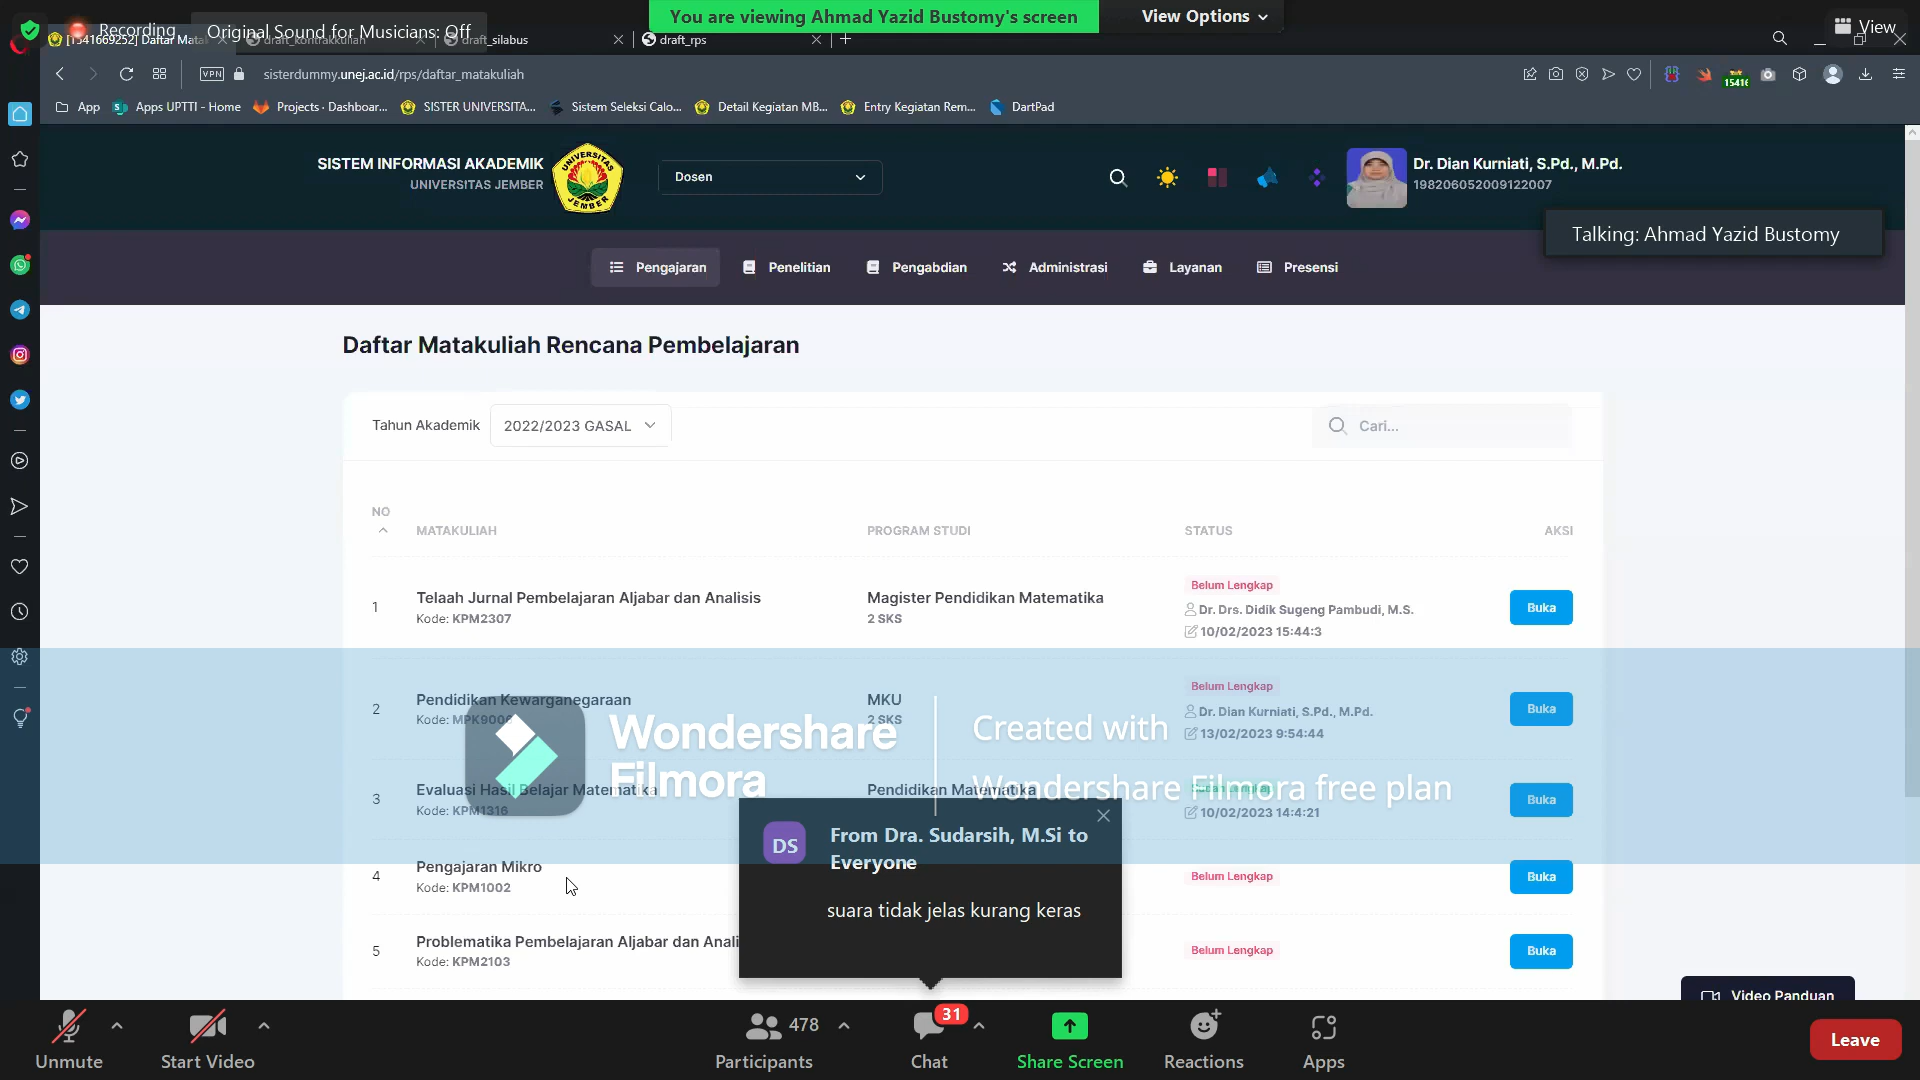 You are viewing Ahmad Yazid Bustomy's screen
View Options
Recording
Original Sound for Musicians: Off
View
[1541669252] Daftar Mata
draft_kontrakkuliah
draft_silabus
draft_rps
VPN
sisterdummy.unej.ac.id/rps/daftar_matakuliah
15416
App
Apps UPTTI - Home
Projects · Dashboar...
SISTER UNIVERSITA...
Sistem Seleksi Calo...
Detail Kegiatan MB...
Entry Kegiatan Rem...
DartPad
SISTEM INFORMASI AKADEMIK
UNIVERSITAS JEMBER
UNIVERSITAS
JEMBER
Dosen
Dr. Dian Kurniati, S.Pd., M.Pd.
198206052009122007
Talking: Ahmad Yazid Bustomy
Pengajaran
Penelitian
Pengabdian
Administrasi
Layanan
Presensi
Daftar Matakuliah Rencana Pembelajaran
Tahun Akademik
2022/2023 GASAL
Cari...
NO
MATAKULIAH
PROGRAM STUDI
STATUS
AKSI
1
Telaah Jurnal Pembelajaran Aljabar dan Analisis
Kode: KPM2307
Magister Pendidikan Matematika
2 SKS
Belum Lengkap
Dr. Drs. Didik Sugeng Pambudi, M.S.
10/02/2023 15:44:3
Buka
2
Pendidikan Kewarganegaraan
Kode: MPK9006
MKU
2 SKS
Belum Lengkap
Dr. Dian Kurniati, S.Pd., M.Pd.
13/02/2023 9:54:44
Buka
Wondershare
Filmora
Created with
Wondershare Filmora free plan
3
Evaluasi Hasil Belajar Matematika
Kode: KPM1316
Pendidikan Matematika
10/02/2023 14:4:21
Buka
4
Pengajaran Mikro
Kode: KPM1002
Belum Lengkap
Buka
5
Problematika Pembelajaran Aljabar dan Anali
Kode: KPM2103
Belum Lengkap
Buka
DS
From Dra. Sudarsih, M.Si to
Everyone
suara tidak jelas kurang keras
Video Panduan
Unmute
Start Video
478
Participants
31
Chat
Share Screen
Reactions
Apps
Leave